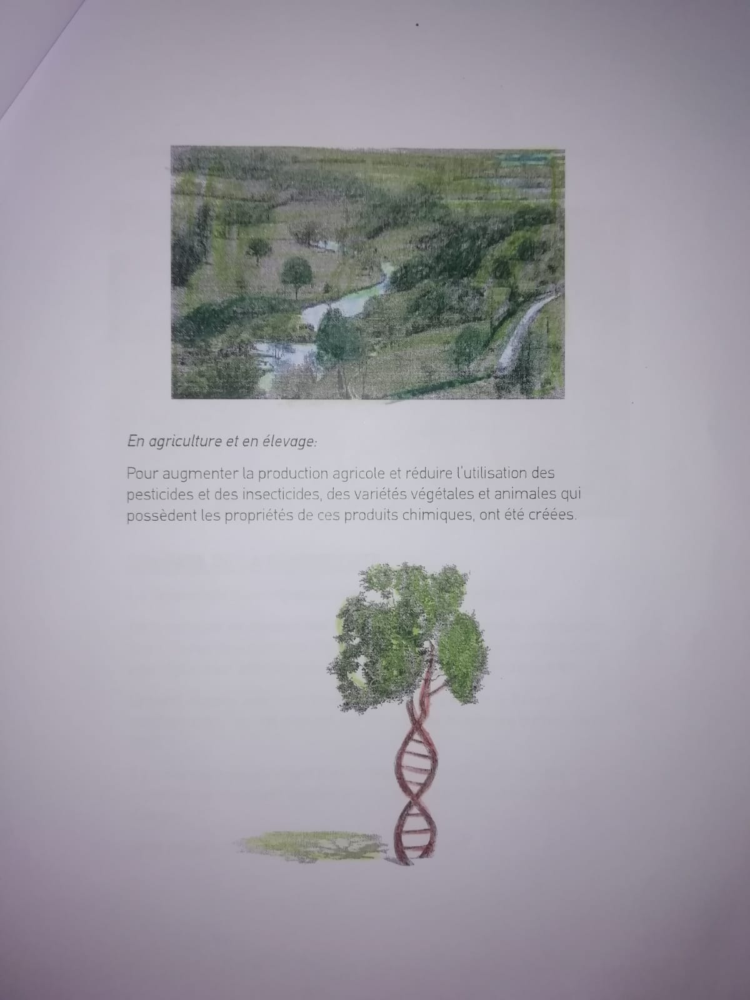 En agriculture et en élevage:
Pour augmenter la production agricole et réduire l'utilisation des
pesticides et des insecticides, des variétés végétales et animales qui
possèdent les propriétés de ces produits chimiques, ont été créées.